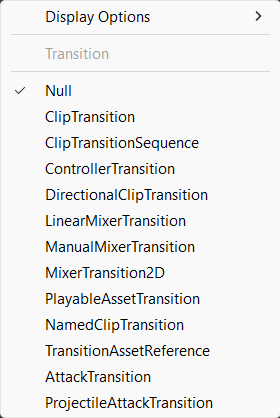 Display Options
Transition
Null
ClipTransition
ClipTransitionSequence
ControllerTransition
DirectionalClipTransition
LinearMixerTransition
ManualMixerTransition
MixerTransition2D
PlayableAssetTransition
NamedClipTransition
TransitionAssetReference
AttackTransition
ProjectileAttackTransition